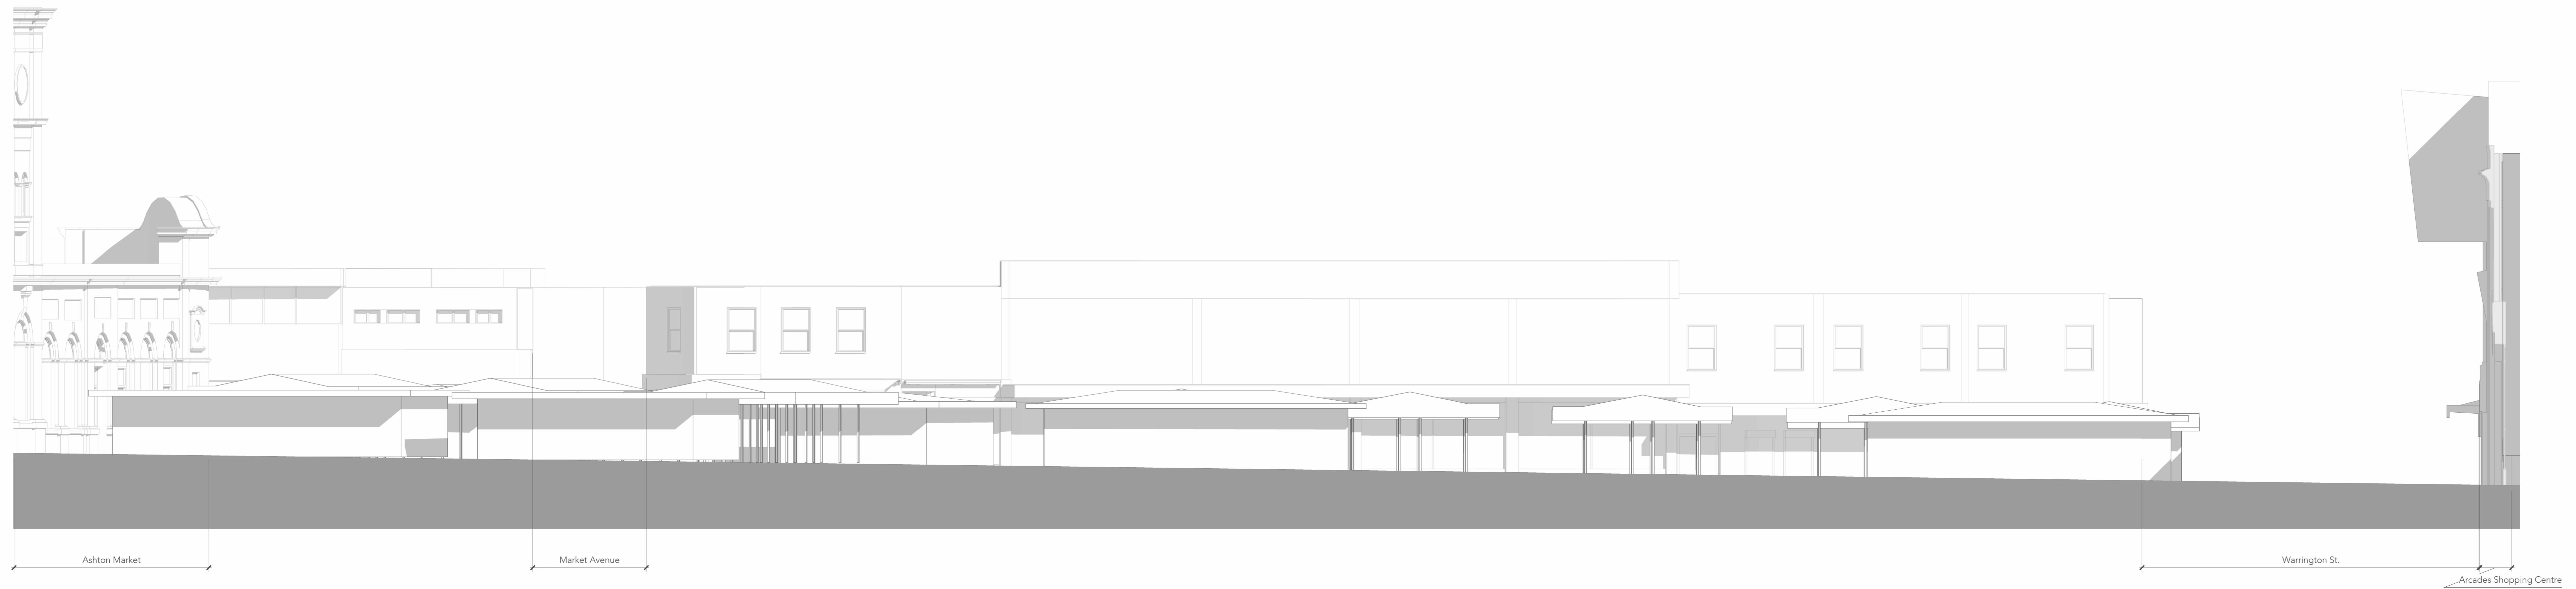 Ashton Market
Market Avenue
Warrington St.
Arcades Shopping Centre